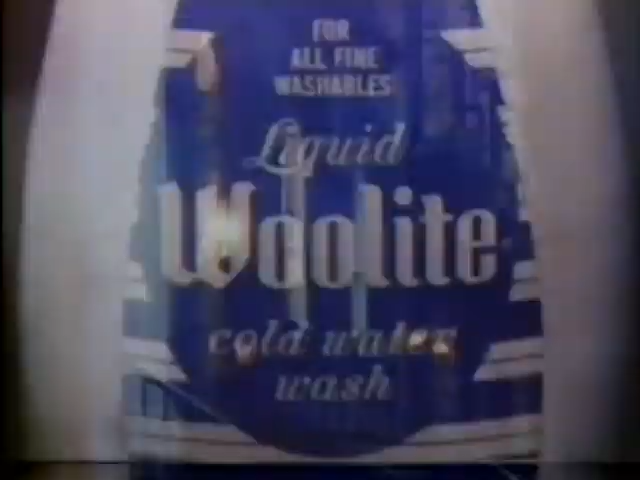 FOR
ALL FINE
WASHABLES
Liquid
Woolite
cold water
wash